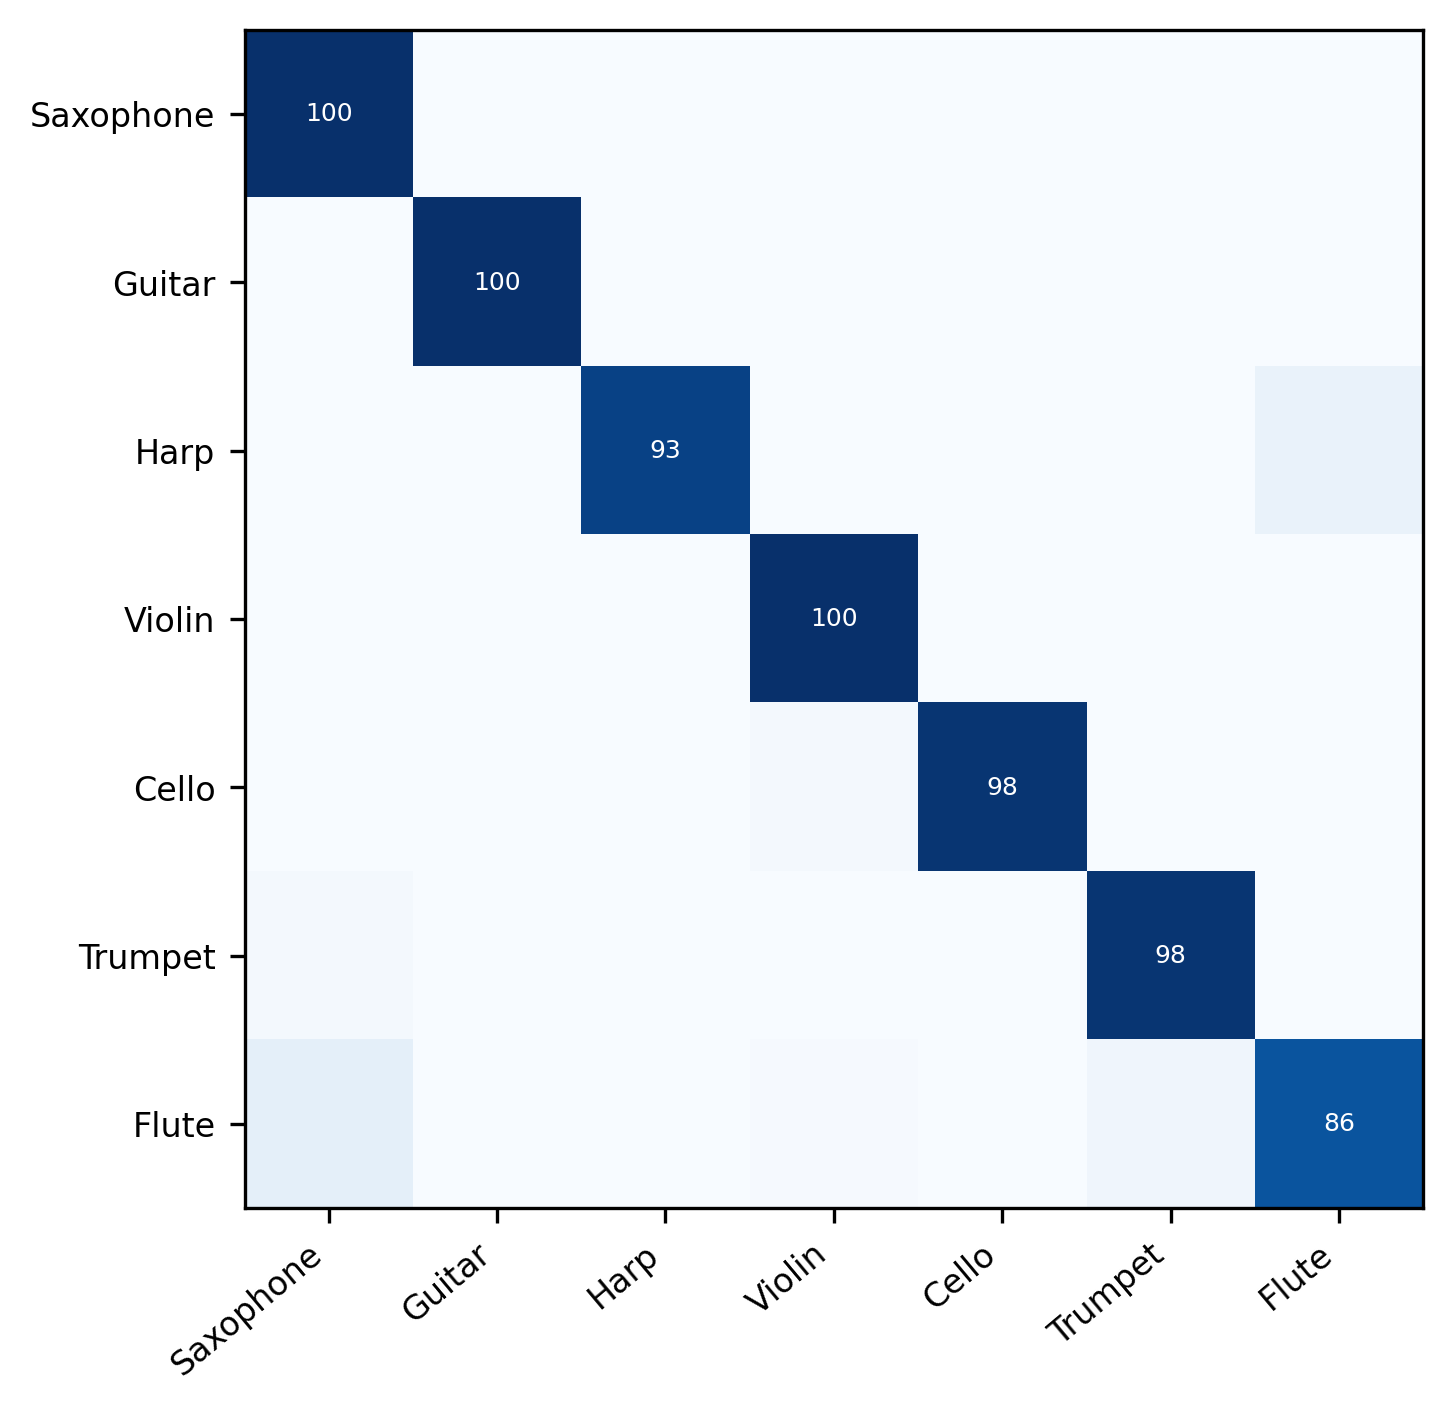 Saxophone
100
Guitar
100
Harp
93
Violin
100
Cello
98
Trumpet
98
Flute
86
Saxophone
Guitar
Harp
Violin
Cello
Trumpet
Flute